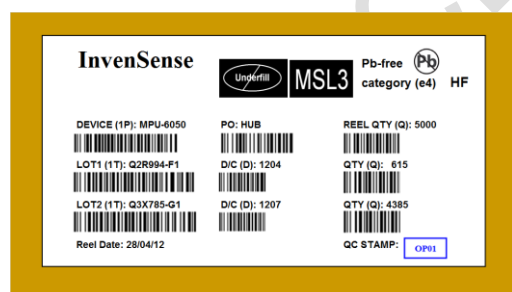 InvenSense
Underfill
MSL3
Pb-free
category (e4)
Pb
HF
DEVICE (1P): MPU-6050
PO: HUB
REEL QTY (Q): 5000
LOT1 (1T): Q2R994-F1
D/C (D): 1204
QTY (Q): 615
LOT2 (1T): Q3X785-G1
D/C (D): 1207
QTY (Q): 4385
Reel Date: 28/04/12
QC STAMP:
OP01